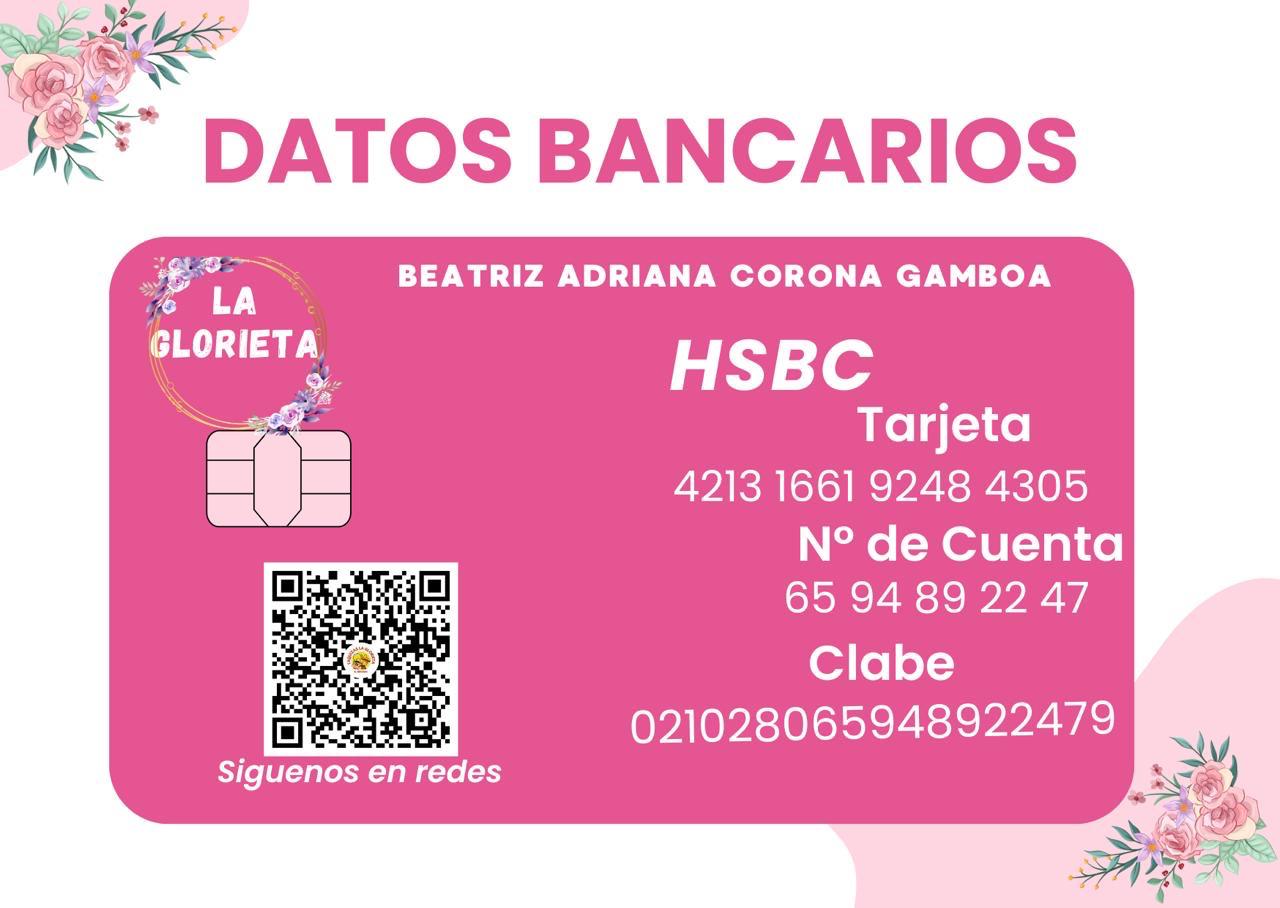 DATOS BANCARIOS
LA
GLORIETA
BEATRIZ ADRIANA CORONA GAMBOA
HSBC
Tarjeta
4213 1661 9248 4305
Nº de Cuenta
65 94 89 22 47
Clabe
021028065948922479
Siguenos en redes